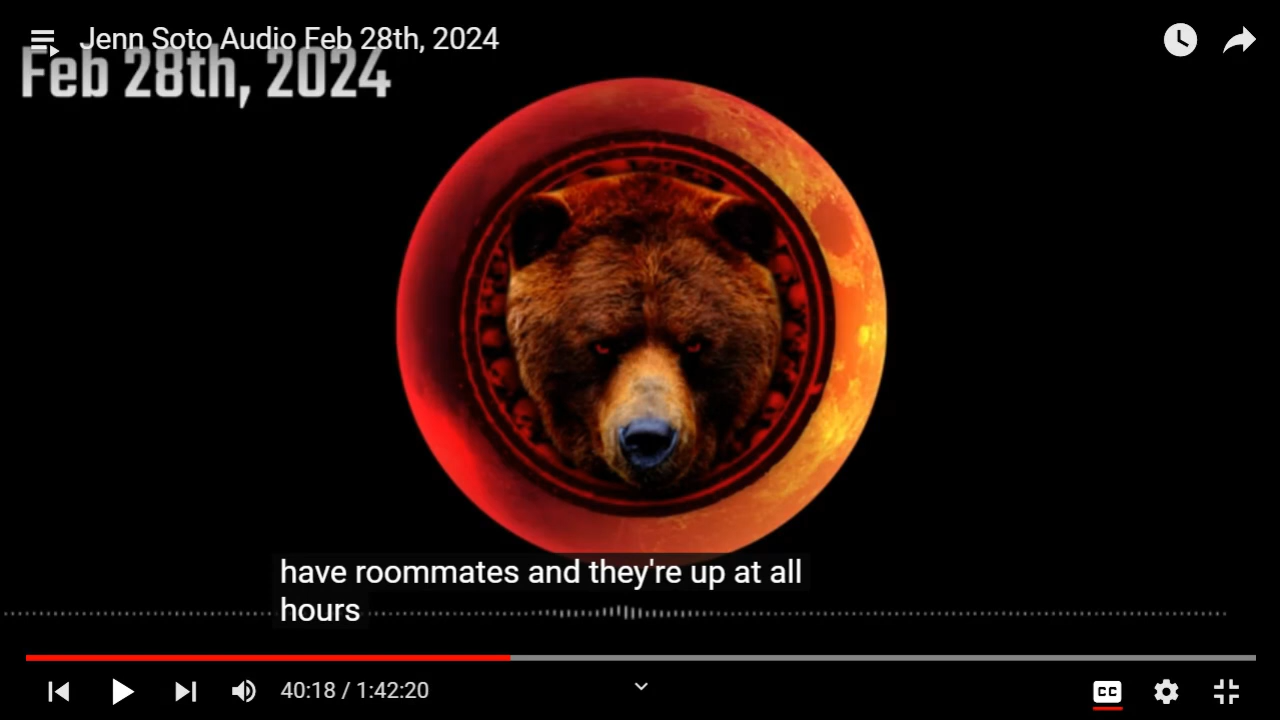 Jenn Soto Audio Feb 28th, 2024
Feb 28th, 2024
have roommates and they're up at all
hours
40:18 / 1:42:20
CC